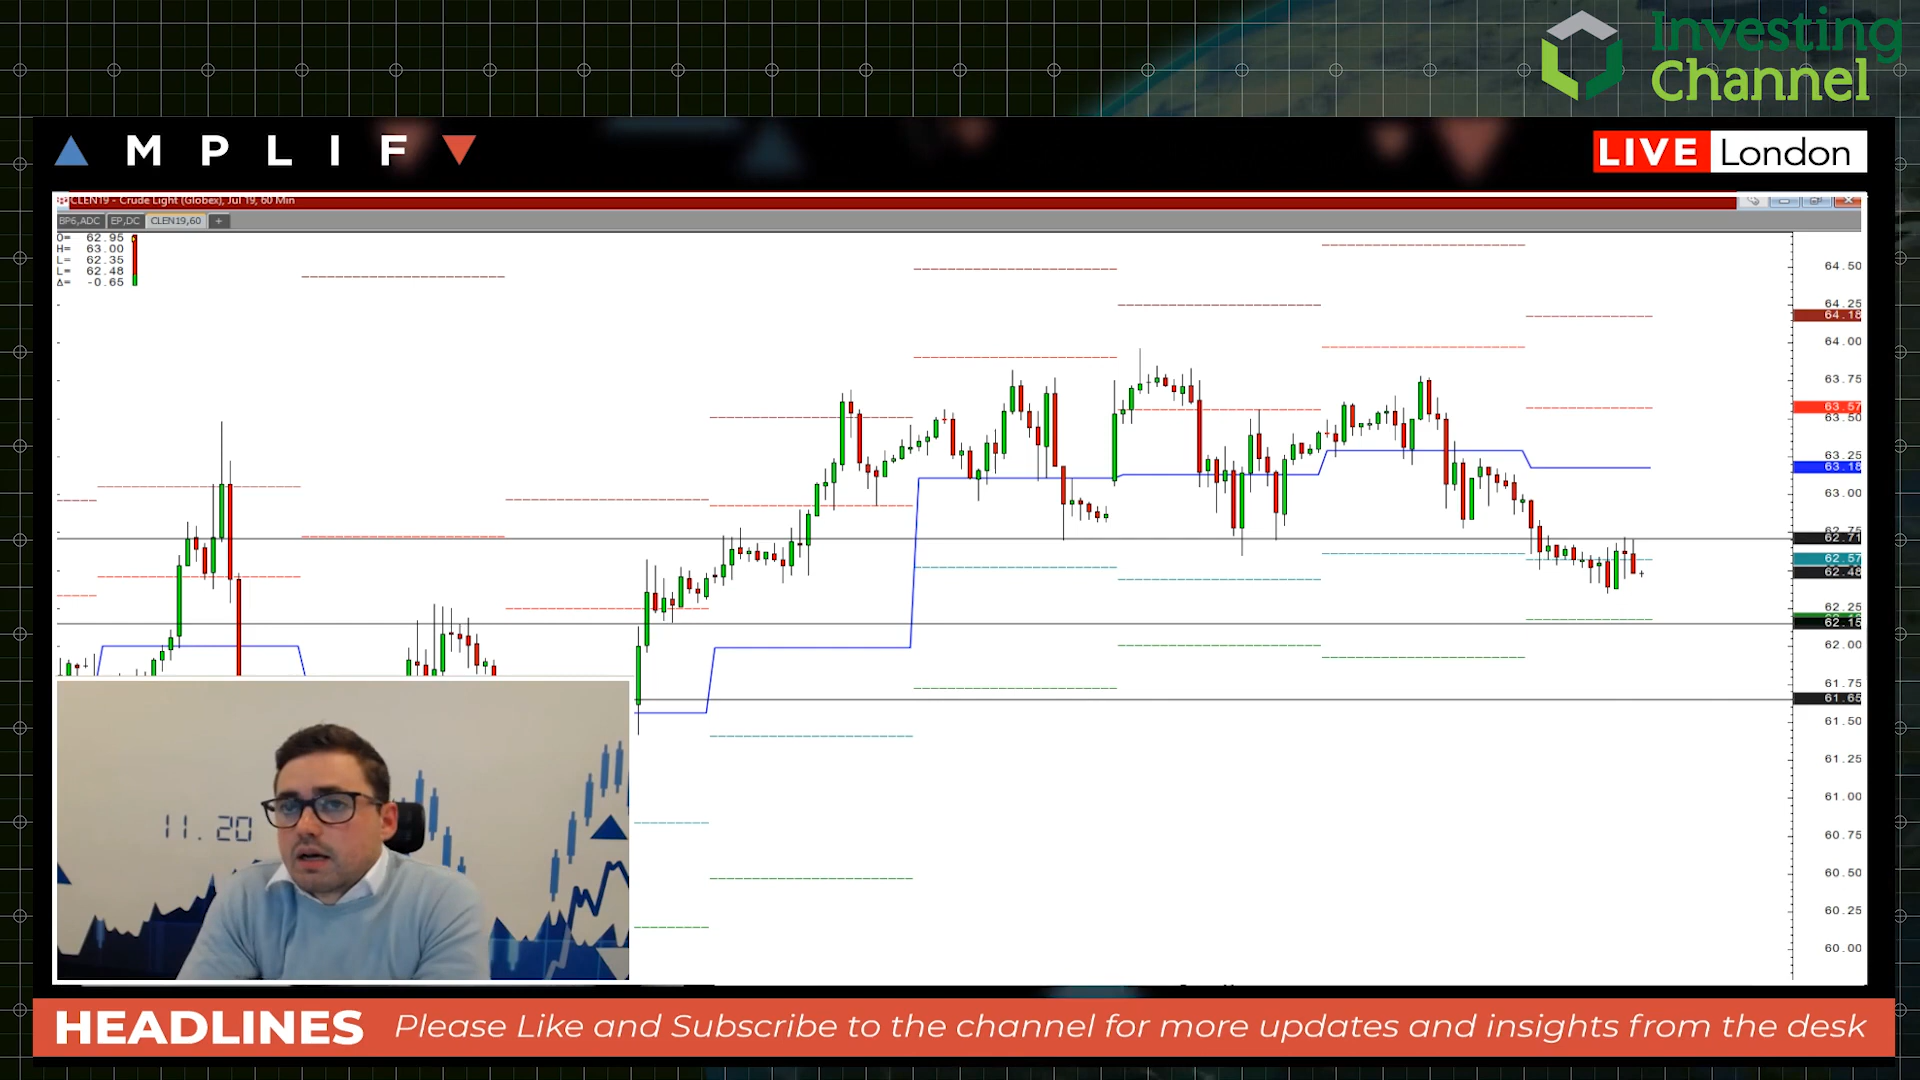 Investing
Channel
MPLIF
LIVE London
CLEN19 - Crude Light (Globex), Jul 19, 60 Min
BP6,ADC EP,DC CLEN19,60 +
O= 62.95
H= 63.00
L= 62.35
L= 62.48
Δ= -0.65
64.50
64.25
64.18
64.00
63.75
63.57
63.50
63.25
63.18
63.00
62.75
62.71
62.57
62.48
62.25
62.15
62.00
61.75
61.65
61.50
61.25
61.00
60.75
60.50
60.25
60.00
11.20
HEADLINES Please Like and Subscribe to the channel for more updates and insights from the desk